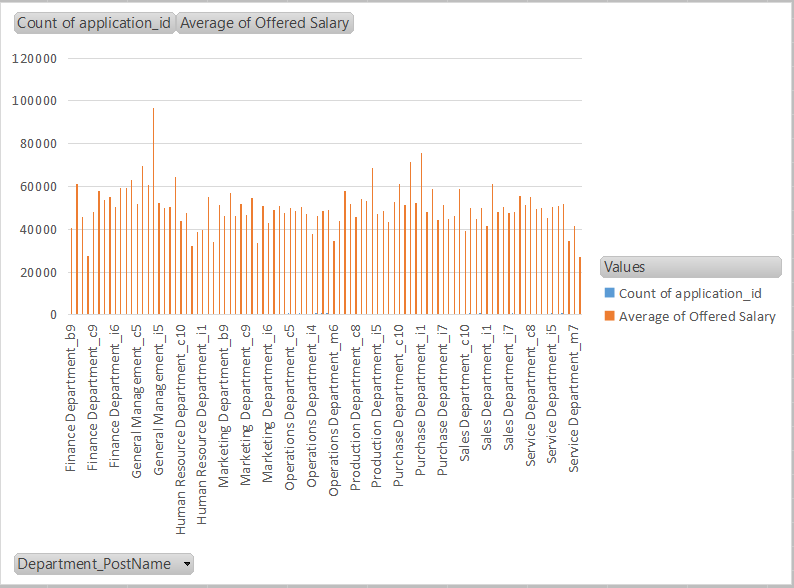 Count of application_id Average of Offered Salary
120000
100000
80000
60000
40000
20000
0
Values
Count of application_id
Average of Offered Salary
Finance Department_b9
Finance Department_c9
Finance Department_i6
General Management_c5
General Management_i5
Human Resource Department_c10
Human Resource Department_i1
Marketing Department_b9
Marketing Department_c9
Marketing Department_i6
Operations Department_c5
Operations Department_i4
Operations Department_m6
Production Department_c8
Production Department_i5
Purchase Department_c10
Purchase Department_i1
Purchase Department_i7
Sales Department_c10
Sales Department_i1
Sales Department_i7
Service Department_c8
Service Department_i5
Service Department_m7
Department_PostName